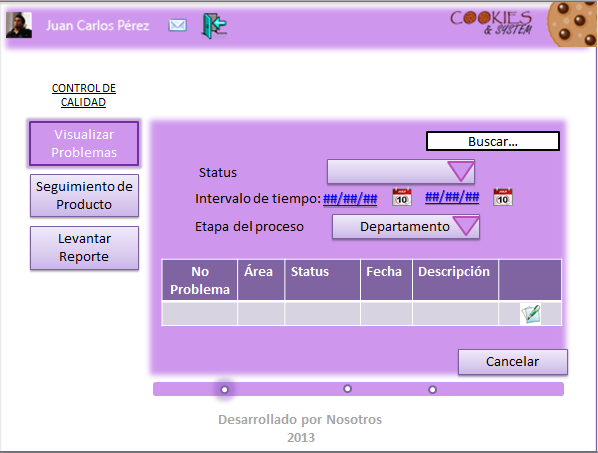 Juan Carlos Pérez
COOKIES
& SYSTEM
CONTROL DE
CALIDAD
Visualizar
Problemas
Seguimiento de
Producto
Levantar
Reporte
Buscar...
Status
Intervalo de tiempo: ##/##/## 10 ##/##/## 10
Etapa del proceso Departamento
No
Problema Área Status Fecha Descripción
Cancelar
Desarrollado por Nosotros
2013